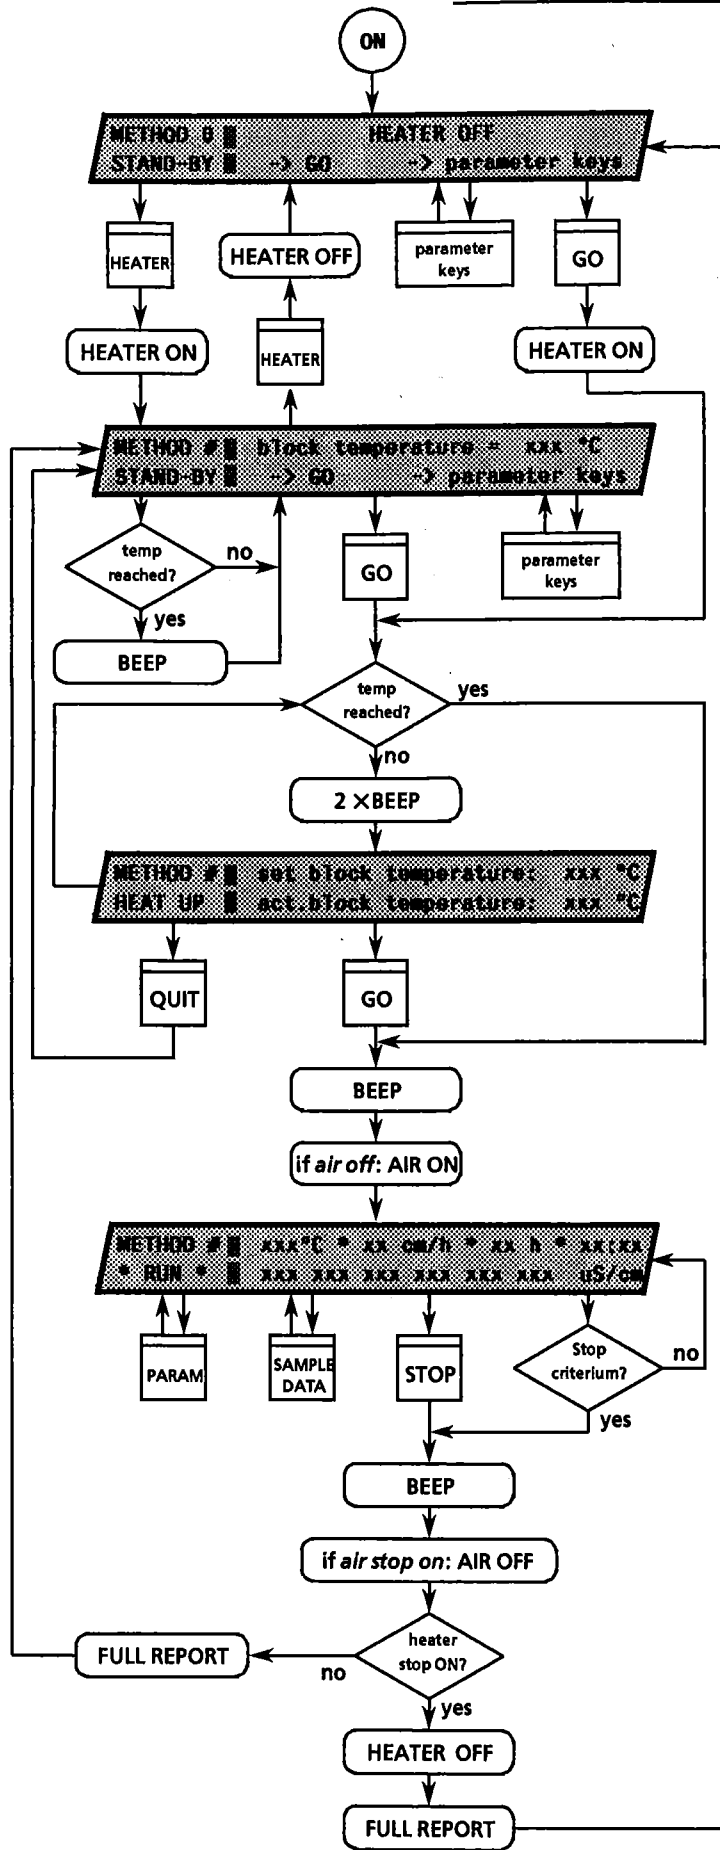 ON
METHOD 0 HEATER OFF
STAND-BY -> GO -> parameter keys
HEATER
HEATER OFF
parameter
keys
GO
HEATER ON
HEATER
HEATER ON
METHOD # block temperature = xxx °C
STAND-BY -> GO -> parameter keys
temp
reached?
no
yes
BEEP
GO
parameter
keys
temp
reached?
yes
no
2 ×BEEP
METHOD # set block temperature: xxx °C
HEAT UP act.block temperature: xxx °C
QUIT
GO
BEEP
if air off: AIR ON
METHOD # xxx°C * xx cm/h * xx h * xx:xx
* RUN * xxx xxx xxx xxx xxx xxx uS/cm
PARAM
SAMPLE
DATA
STOP
Stop
criterium?
no
yes
BEEP
if air stop on: AIR OFF
heater
stop ON?
no
FULL REPORT
yes
HEATER OFF
FULL REPORT